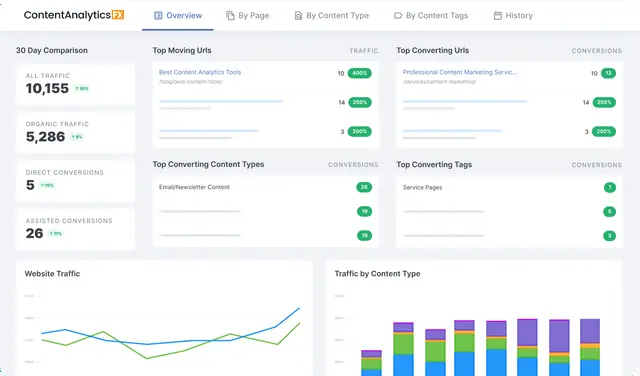 ContentAnalyticsFX
Overview
By Page
By Content Type
By Content Tags
History
30 Day Comparison
ALL TRAFFIC
10,155 ↑ 10%
ORGANIC TRAFFIC
5,286 ↑ 8%
DIRECT CONVERSIONS
5 ↑ 10%
ASSISTED CONVERSIONS
26 ↑ 11%
Top Moving Urls TRAFFIC
Best Content Analytics Tools 10 400%
/blog/best-content-tools/
14 250%
3 200%
Top Converting Urls CONVERSIONS
Professional Content Marketing Servic... 10 13
/services/content-marketing/
14 250%
3 200%
Top Converting Content Types CONVERSIONS
Email/Newsletter Content 26
19
19
Top Converting Tags CONVERSIONS
Service Pages 7
5
3
Website Traffic
Traffic by Content Type